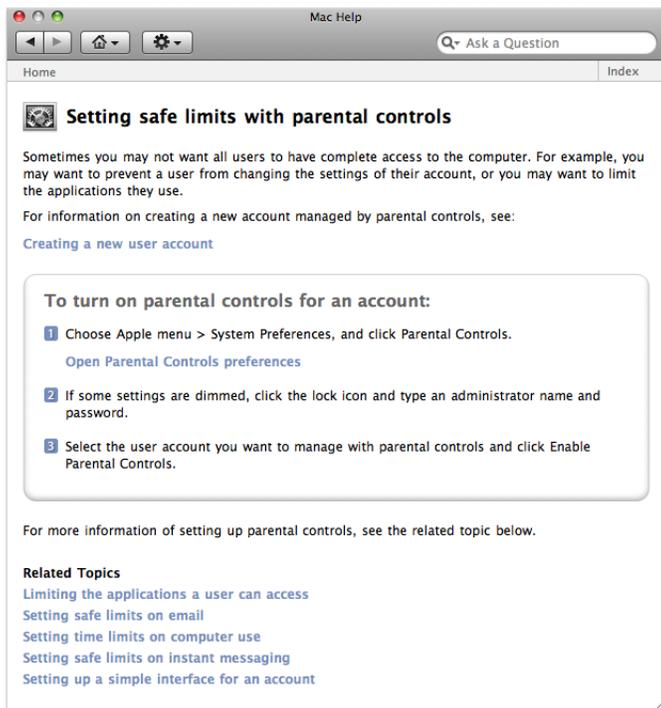 Mac Help
Ask a Question
Home
Index
Setting safe limits with parental controls
Sometimes you may not want all users to have complete access to the computer. For example, you
may want to prevent a user from changing the settings of their account, or you may want to limit
the applications they use.
For information on creating a new account managed by parental controls, see:
Creating a new user account
To turn on parental controls for an account:
1 Choose Apple menu > System Preferences, and click Parental Controls.
Open Parental Controls preferences
2 If some settings are dimmed, click the lock icon and type an administrator name and
password.
3 Select the user account you want to manage with parental controls and click Enable
Parental Controls.
For more information of setting up parental controls, see the related topic below.
Related Topics
Limiting the applications a user can access
Setting safe limits on email
Setting time limits on computer use
Setting safe limits on instant messaging
Setting up a simple interface for an account